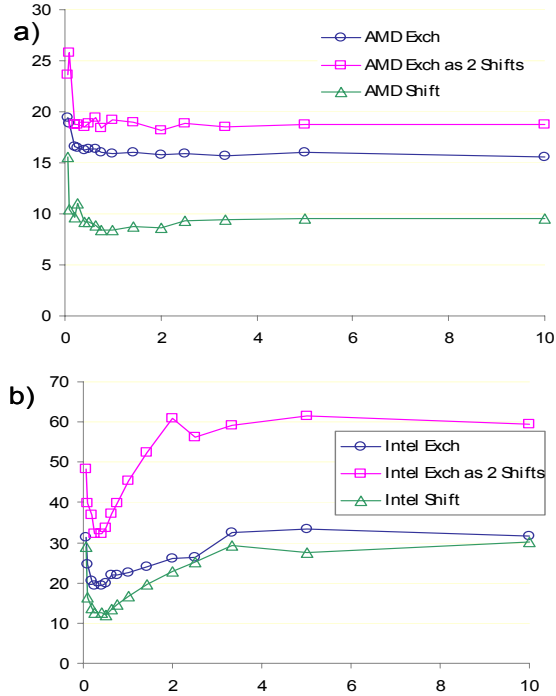 a)
30
25
20
15
10
5
0
AMD Exch
AMD Exch as 2 Shifts
AMD Shift
0 2 4 6 8 10
b)
70
60
50
40
30
20
10
0
Intel Exch
Intel Exch as 2 Shifts
Intel Shift
0 2 4 6 8 10